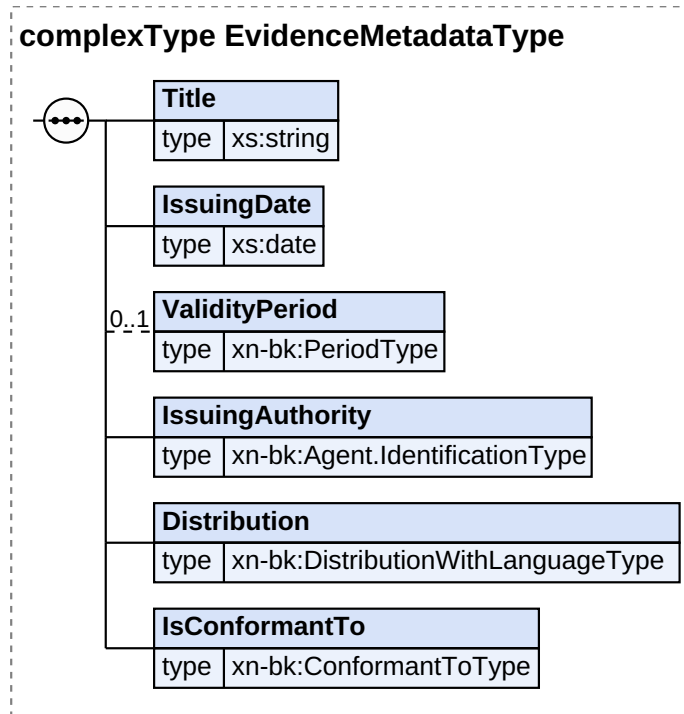 complexType EvidenceMetadataType
Title
type xs:string
IssuingDate
type xs:date
0..1
ValidityPeriod
type xn-bk:PeriodType
IssuingAuthority
type xn-bk:Agent.IdentificationType
Distribution
type xn-bk:DistributionWithLanguageType
IsConformantTo
type xn-bk:ConformantToType